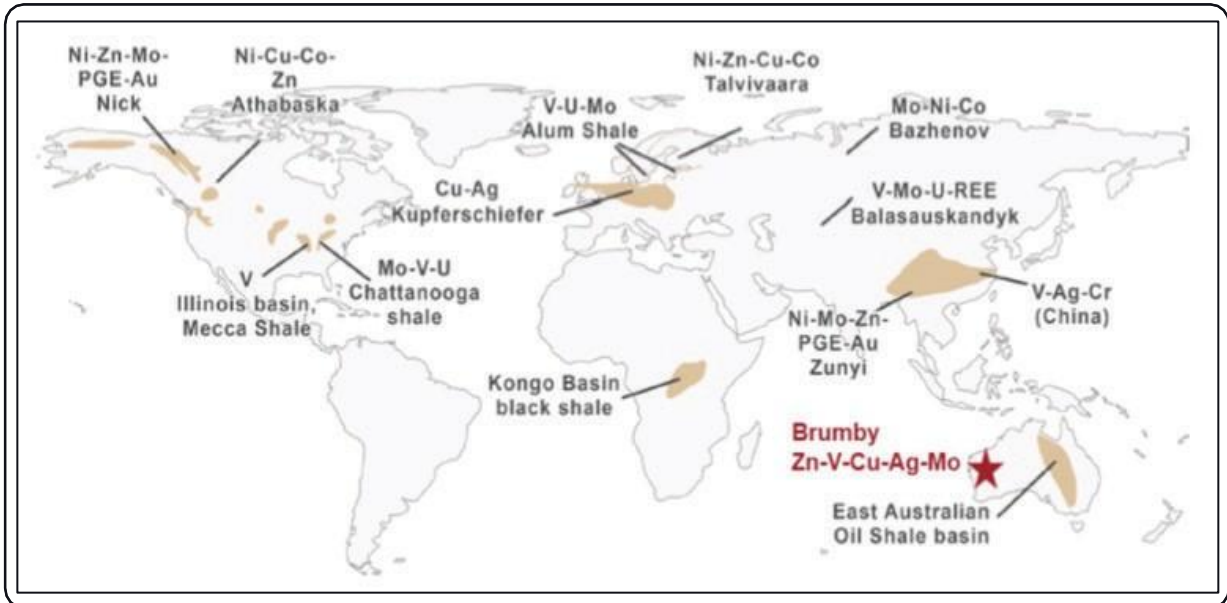 Ni-Zn-Mo-
PGE-Au
Nick
Ni-Cu-Co-
Zn
Athabaska
V-U-Mo
Alum Shale
Ni-Zn-Cu-Co
Talvivaara
Mo-Ni-Co
Bazhenov
Cu-Ag
Kupferschiefer
V-Mo-U-REE
Balasauskandyk
V
Illinois basin,
Mecca Shale
Mo-V-U
Chattanooga
shale
V-Ag-Cr
(China)
Ni-Mo-Zn-
PGE-Au
Zunyi
Kongo Basin
black shale
Brumby
Zn-V-Cu-Ag-Mo
East Australian
Oil Shale basin